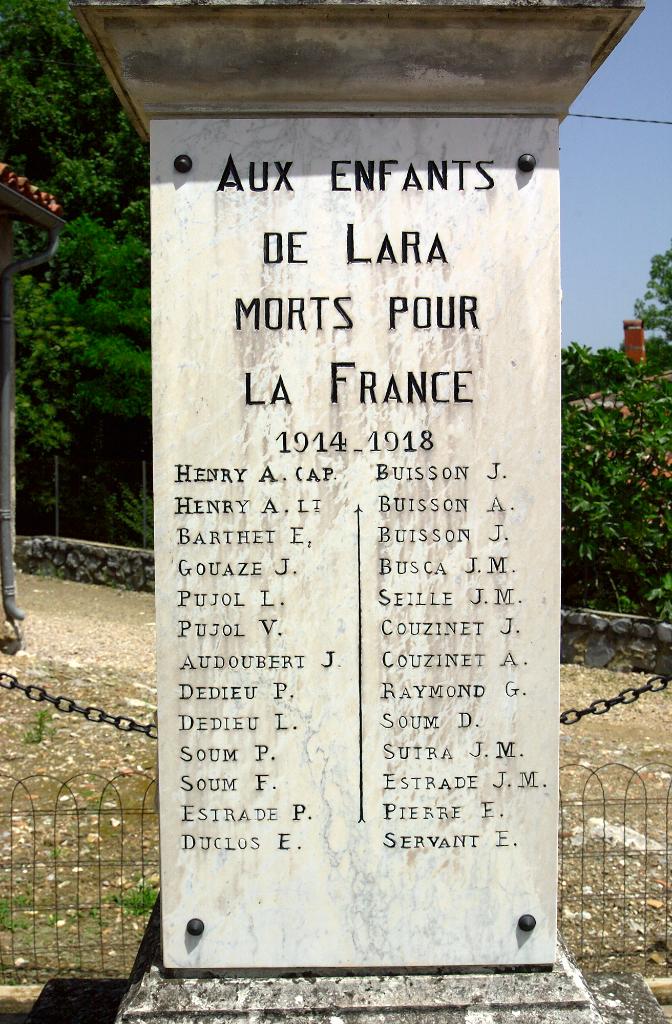 AUX ENFANTS
DE LARA
MORTS POUR
LA FRANCE
1914-1918
HENRY A. CAP.
HENRY A. LT
BARTHET E.
GOUAZE J.
PUJOL L.
PUJOL V.
AUDOUBERT J.
DEDIEU P.
DEDIEU L.
SOUM P.
SOUM F.
ESTRADE P.
DUCLOS E.
BUISSON J.
BUISSON A.
BUISSON J.
BUSCA J.M.
SEILLE J.M.
COUZINET J.
COUZINET A.
RAYMOND G.
SOUM D.
SUTRA J.M.
ESTRADE J.M.
PIERRE E.
SERVANT E.